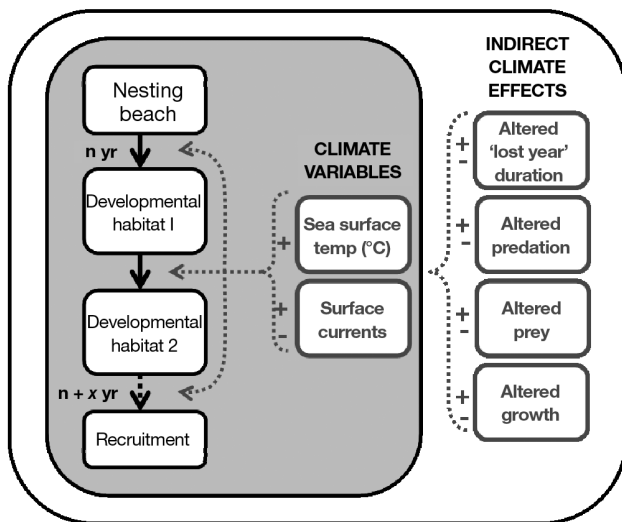 Nesting
beach
n yr
Developmental
habitat 1
Developmental
habitat 2
n + x yr
Recruitment
CLIMATE
VARIABLES
+
Sea surface
temp (°C)
+
-
Surface
currents
INDIRECT
CLIMATE
EFFECTS
+
-
Altered
‘lost year’
duration
+
-
Altered
predation
+
-
Altered
prey
+
-
Altered
growth